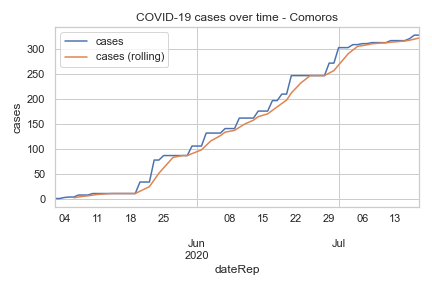 COVID-19 cases over time - Comoros
cases
cases (rolling)
300
250
200
150
100
50
0
cases
04 11 18 25 08 15 22 29 06 13
Jun Jul
2020
dateRep